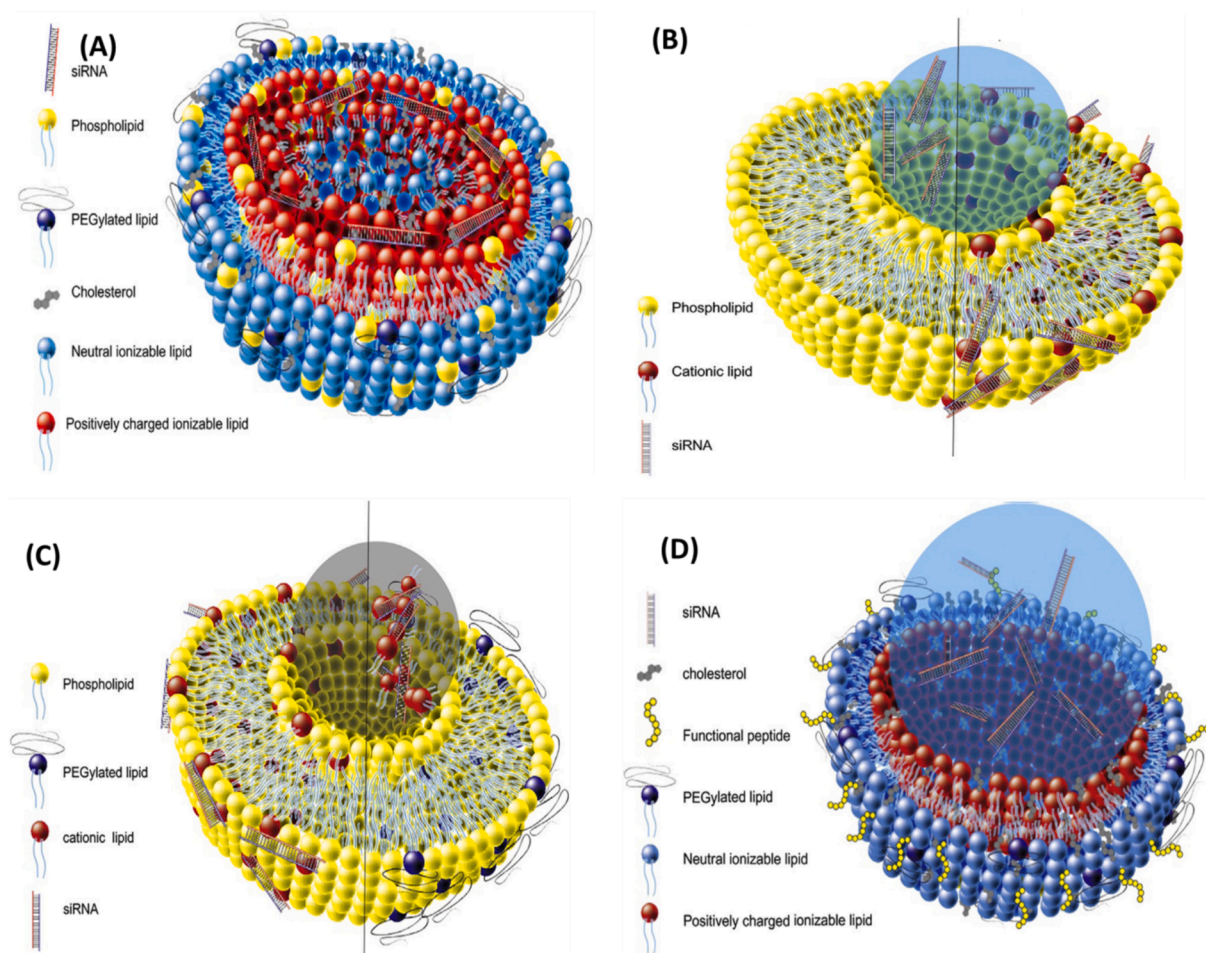 (A)
siRNA
Phospholipid
PEGylated lipid
Cholesterol
Neutral ionizable lipid
Positively charged ionizable lipid
(B)
Phospholipid
Cationic lipid
siRNA
(C)
Phospholipid
PEGylated lipid
cationic lipid
siRNA
(D)
siRNA
cholesterol
Functional peptide
PEGylated lipid
Neutral ionizable lipid
Positively charged ionizable lipid